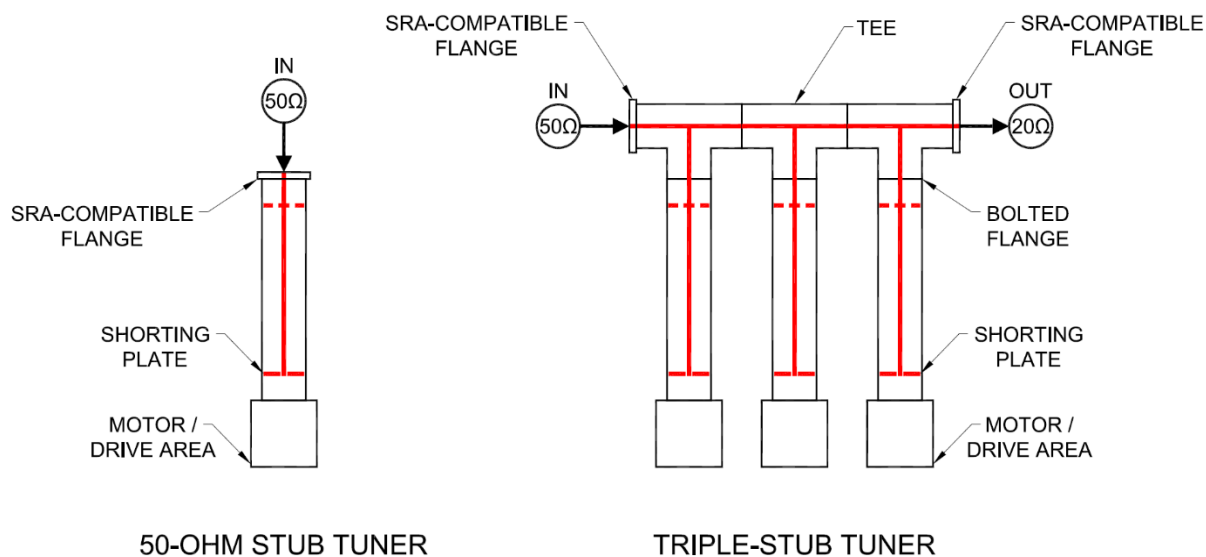 SRA-COMPATIBLE
FLANGE
TEE
SRA-COMPATIBLE
FLANGE
IN
50Ω
IN
50Ω
OUT
20Ω
SRA-COMPATIBLE
FLANGE
BOLTED
FLANGE
SHORTING
PLATE
SHORTING
PLATE
MOTOR /
DRIVE AREA
MOTOR /
DRIVE AREA
50-OHM STUB TUNER
TRIPLE-STUB TUNER